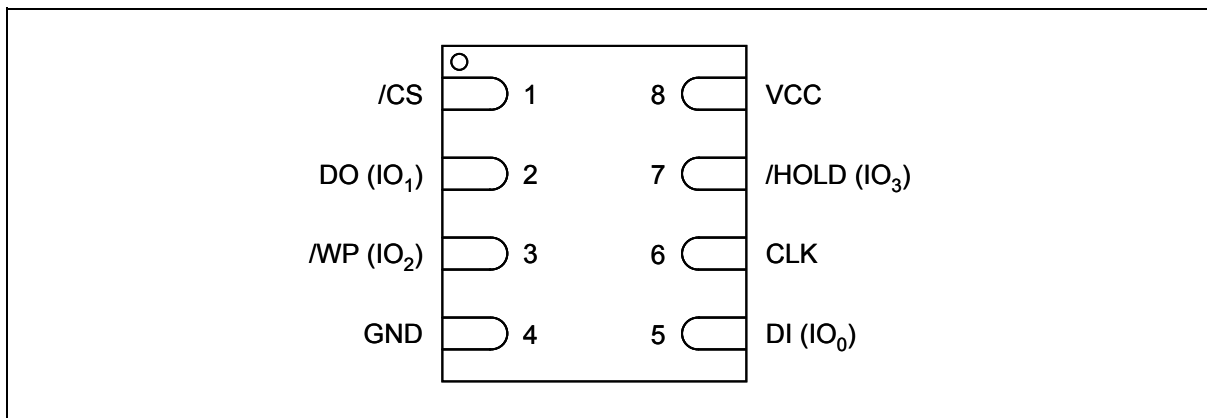 /CS 1 8 VCC
DO (IO₁) 2 7 /HOLD (IO₃)
/WP (IO₂) 3 6 CLK
GND 4 5 DI (IO₀)